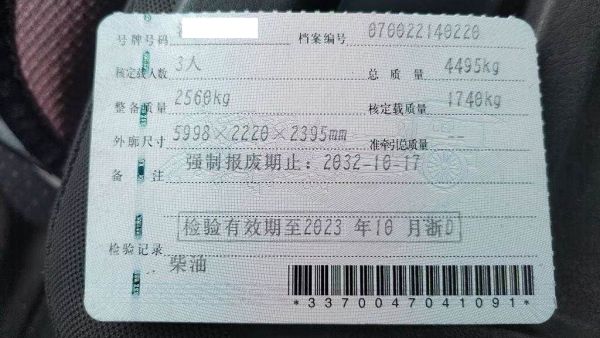 号牌号码 档案编号 070022140220
核定载人数 3人 总质量 4495kg
整备质量 2560kg 核定载质量 1740kg
外廓尺寸 5998×2220×2395mm 准牵引总质量 --
备注 强制报废期止：2032-10-17
检验有效期至2023年10月浙D
检验记录
柴油
*3370047041091*